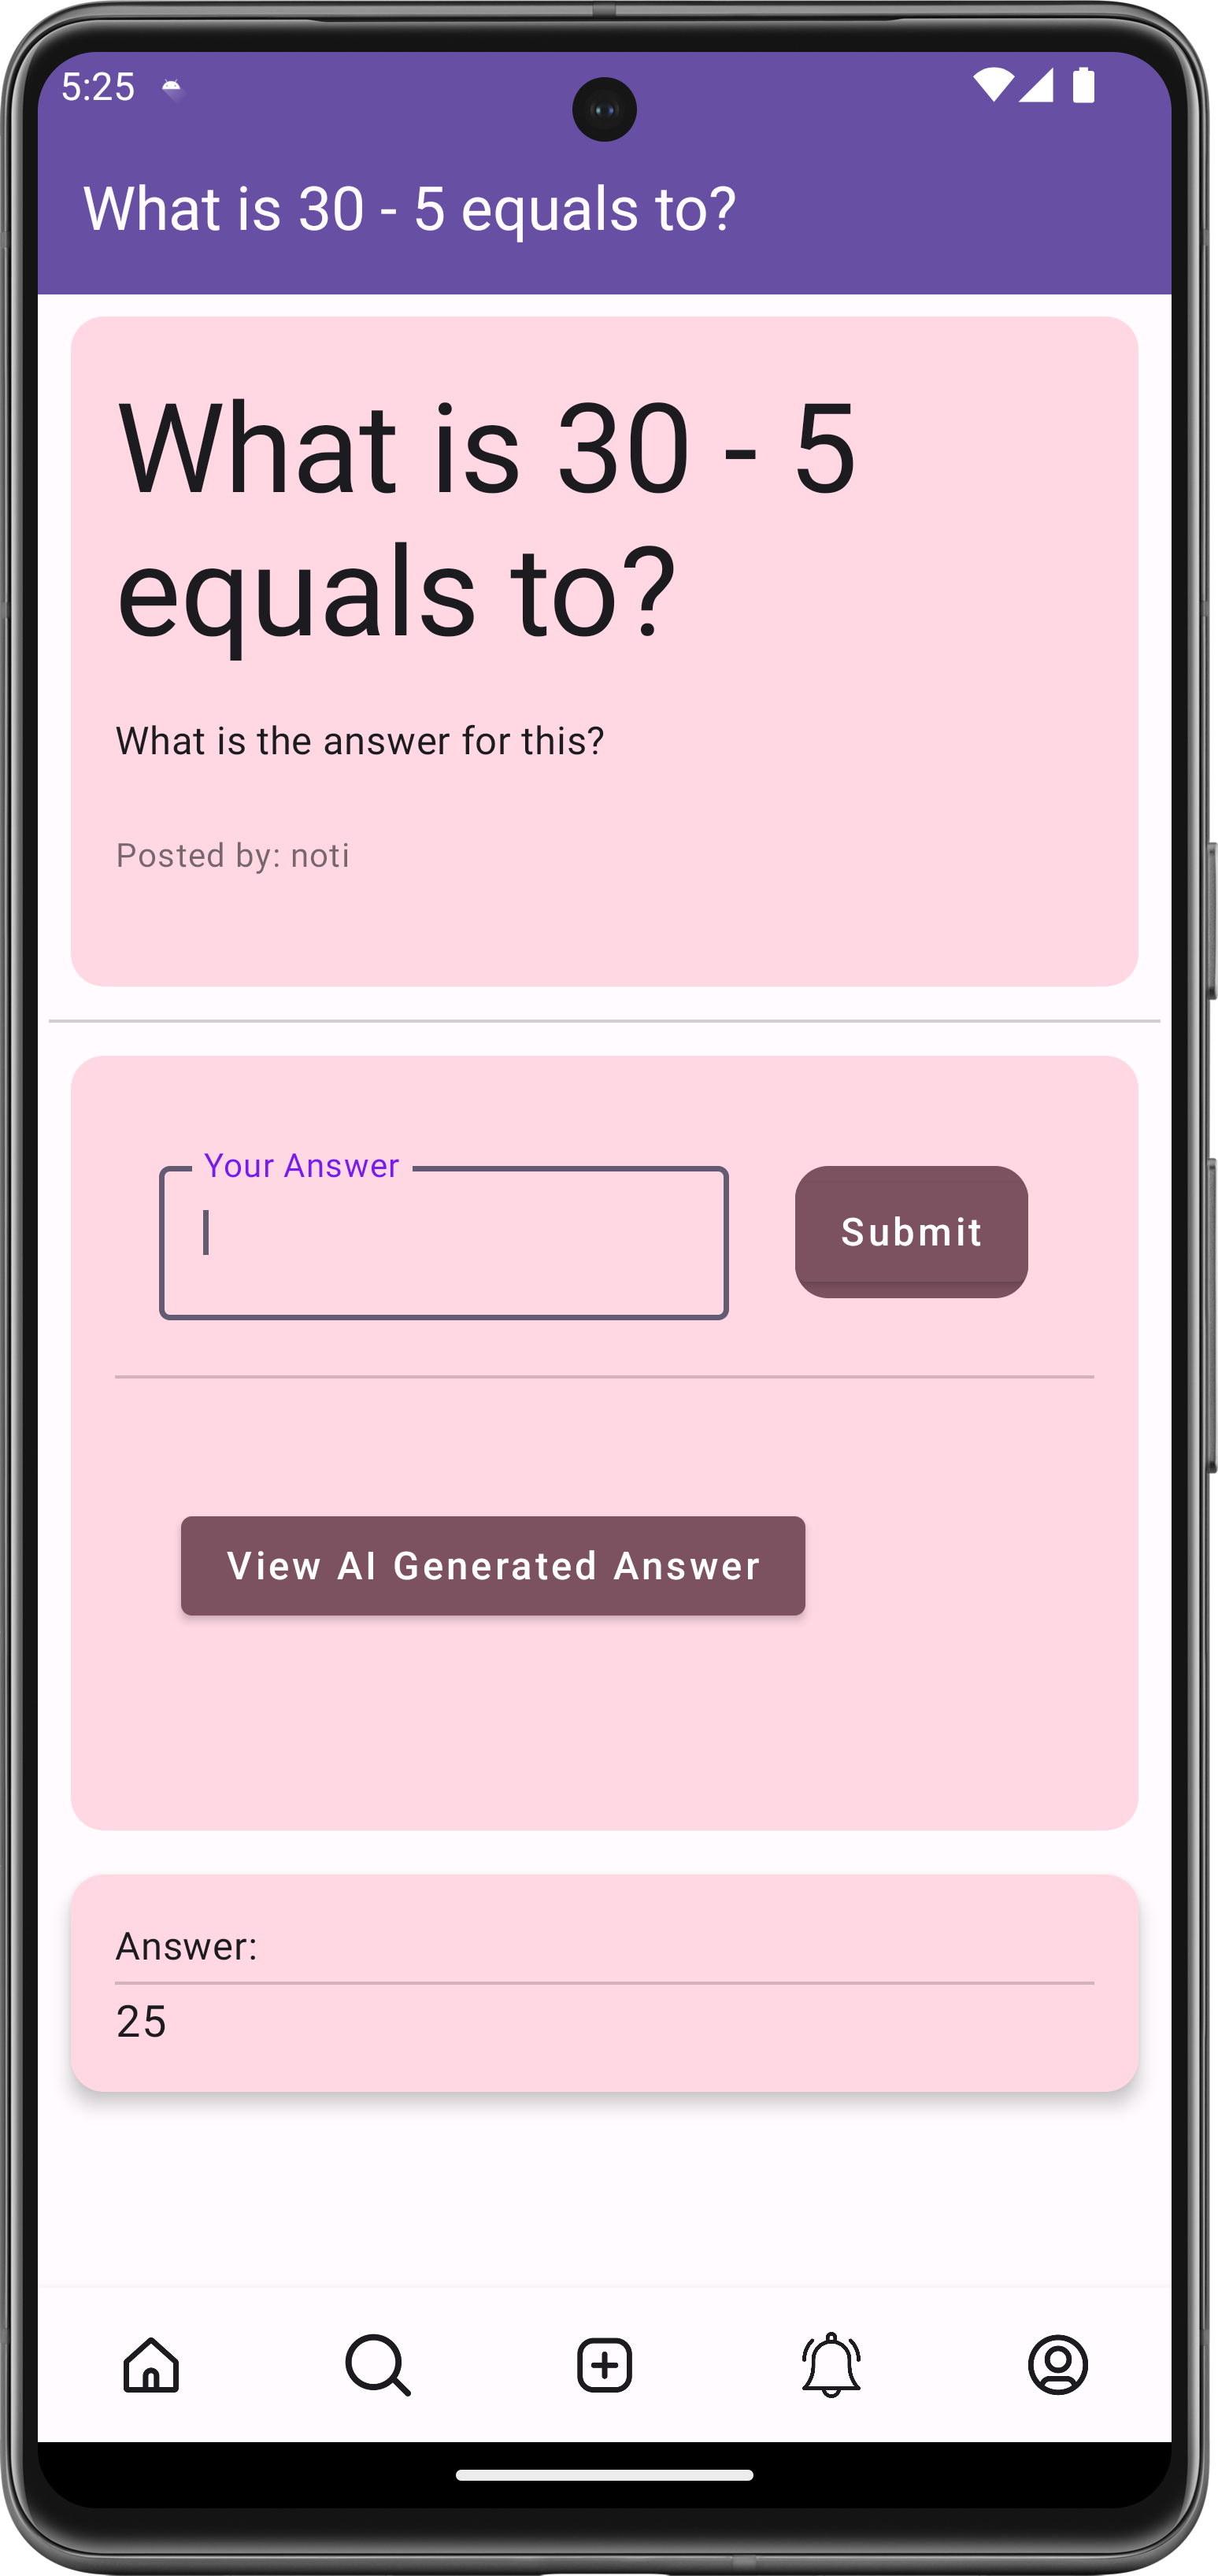 5:25
What is 30 - 5 equals to?
What is 30 - 5
equals to?
What is the answer for this?
Posted by: noti
Your Answer
Submit
View AI Generated Answer
Answer:
25